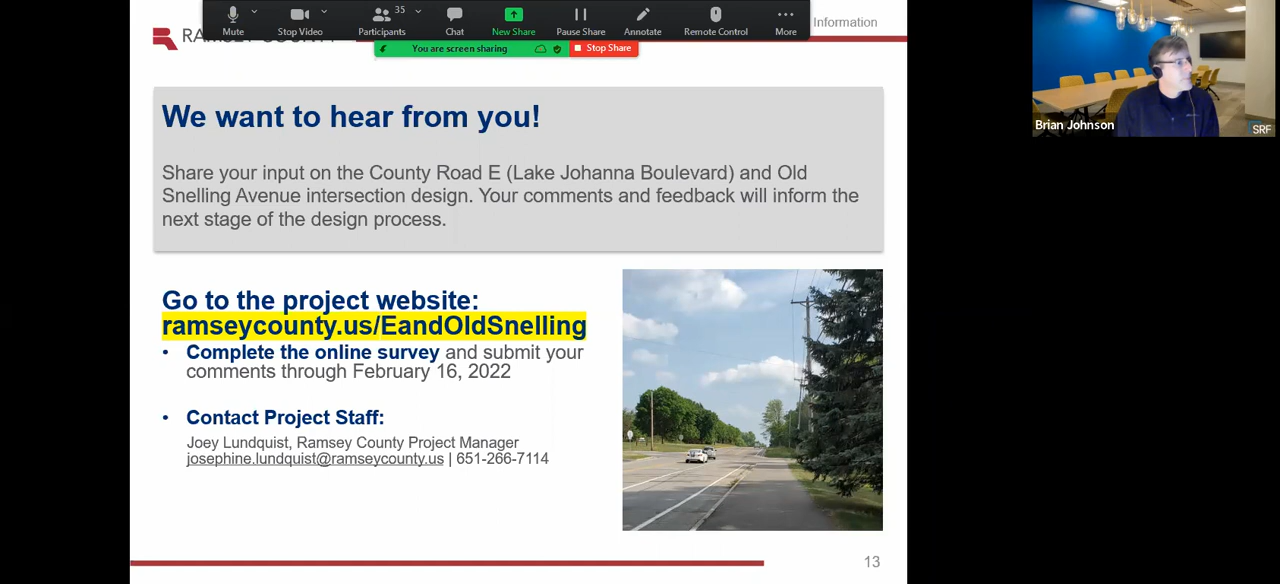 35
Mute
Stop Video
Participants
Chat
New Share
Pause Share
Annotate
Remote Control
More
Information
RAMSEY COUNTY
You are screen sharing
Stop Share
We want to hear from you!
Share your input on the County Road E (Lake Johanna Boulevard) and Old
Snelling Avenue intersection design. Your comments and feedback will inform the
next stage of the design process.
Go to the project website:
ramseycounty.us/EandOldSnelling
• Complete the online survey and submit your
comments through February 16, 2022
• Contact Project Staff:
Joey Lundquist, Ramsey County Project Manager
josephine.lundquist@ramseycounty.us | 651-266-7114
13
Brian Johnson
SRF